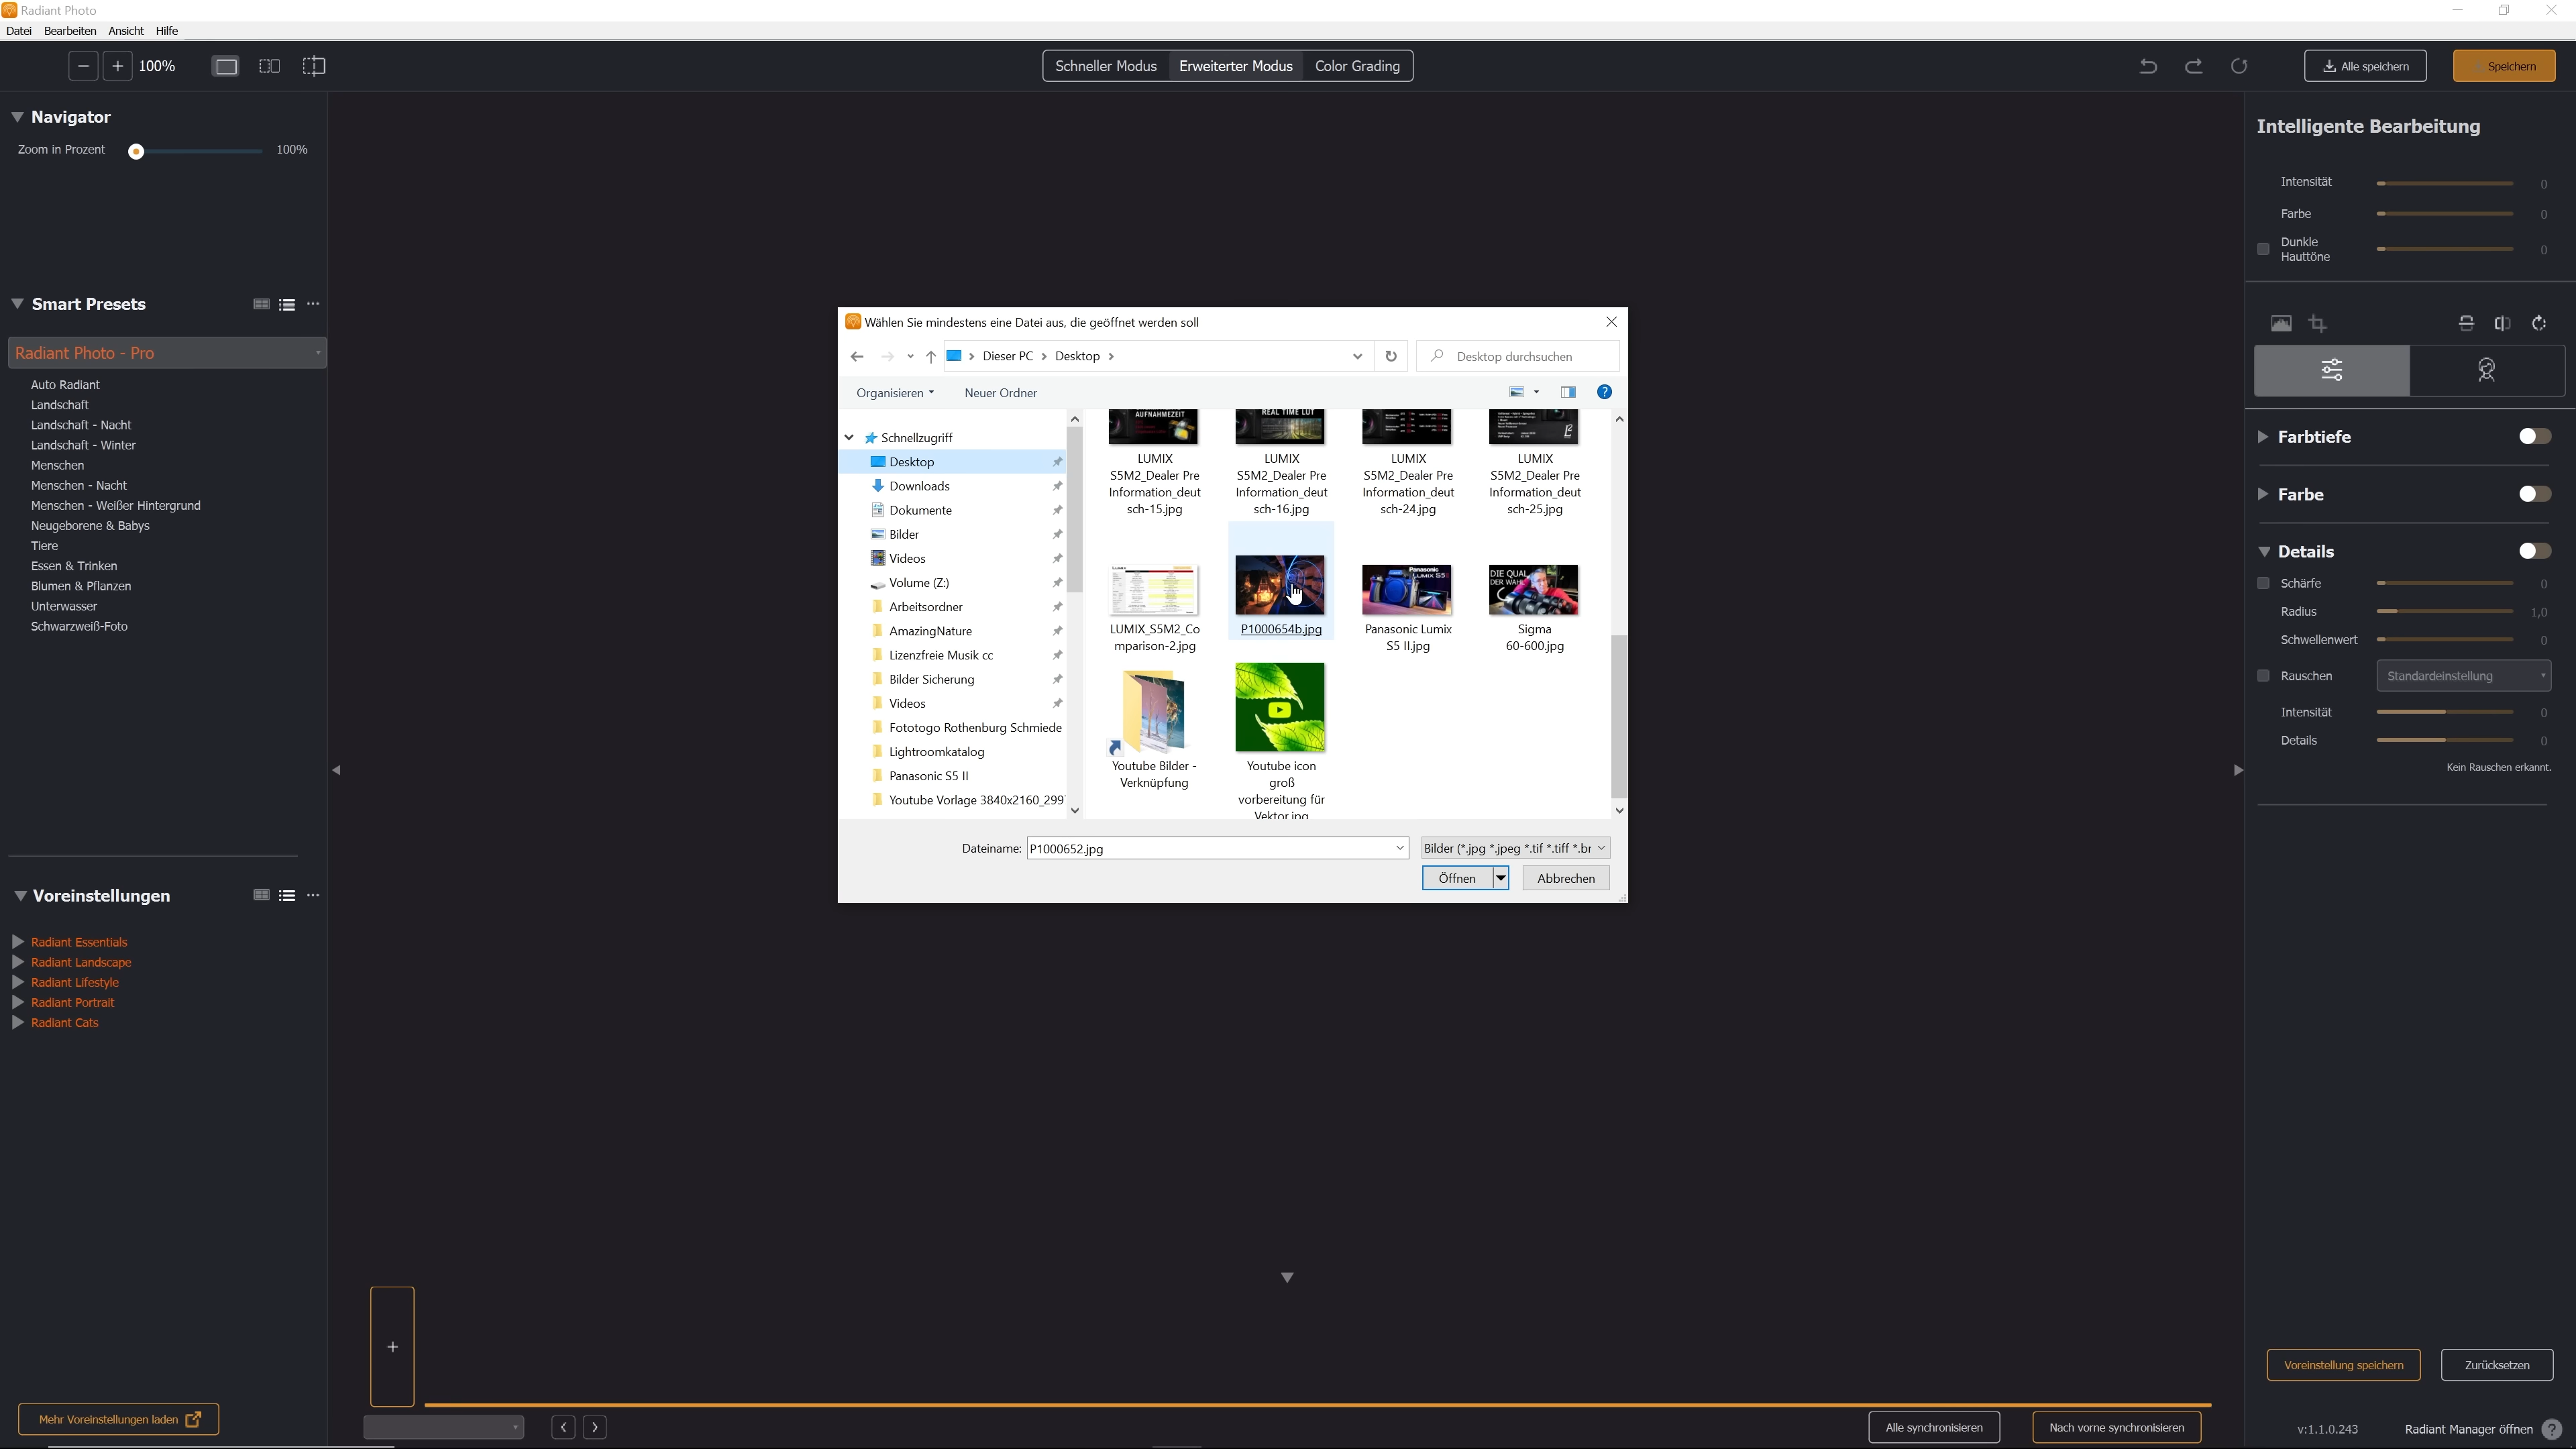 Radiant Photo
Datei Bearbeiten Ansicht Hilfe
100%
Schneller Modus Erweiterter Modus Color Grading
Alle speichern
Speichern
Navigator
Zoom in Prozent 100%
Smart Presets
Radiant Photo - Pro
Auto Radiant
Landschaft
Landschaft - Nacht
Landschaft - Winter
Menschen
Menschen - Nacht
Menschen - Weißer Hintergrund
Neugeborene & Babys
Tiere
Essen & Trinken
Blumen & Pflanzen
Unterwasser
Schwarzweiß-Foto
Voreinstellungen
Radiant Essentials
Radiant Landscape
Radiant Lifestyle
Radiant Portrait
Radiant Cats
Mehr Voreinstellungen laden
Wählen Sie mindestens eine Datei aus, die geöffnet werden soll
Dieser PC Desktop
Desktop durchsuchen
Organisieren Neuer Ordner
Schnellzugriff
Desktop
Downloads
Dokumente
Bilder
Videos
Volume (Z:)
Arbeitsordner
AmazingNature
Lizenzfreie Musik cc
Bilder Sicherung
Videos
Fototogo Rothenburg Schmiede
Lightroomkatalog
Panasonic S5 II
Youtube Vorlage 3840x2160_299
AUFNAHMEZEIT
REAL TIME LUT
LUMIX
S5M2_Dealer Pre
Information_deut
sch-15.jpg
LUMIX
S5M2_Dealer Pre
Information_deut
sch-16.jpg
LUMIX
S5M2_Dealer Pre
Information_deut
sch-24.jpg
LUMIX
S5M2_Dealer Pre
Information_deut
sch-25.jpg
LUMIX_S5M2_Co
mparison-2.jpg
P1000654b.jpg
Panasonic
LUMIX S5
Panasonic Lumix
S5 II.jpg
DIE QUAL
DER WAHL
Sigma
60-600.jpg
Youtube Bilder -
Verknüpfung
Youtube icon
groß
vorbereitung für
Vektor.jpg
Dateiname: P1000652.jpg
Bilder (*.jpg *.jpeg *.tif *.tiff *.br
Öffnen
Abbrechen
Intelligente Bearbeitung
Intensität 0
Farbe 0
Dunkle
Hauttöne 0
Farbtiefe
Farbe
Details
Schärfe 0
Radius 1,0
Schwellenwert 0
Rauschen Standardeinstellung
Intensität 0
Details 0
Kein Rauschen erkannt.
Voreinstellung speichern
Zurücksetzen
Alle synchronisieren
Nach vorne synchronisieren
v:1.1.0.243
Radiant Manager öffnen